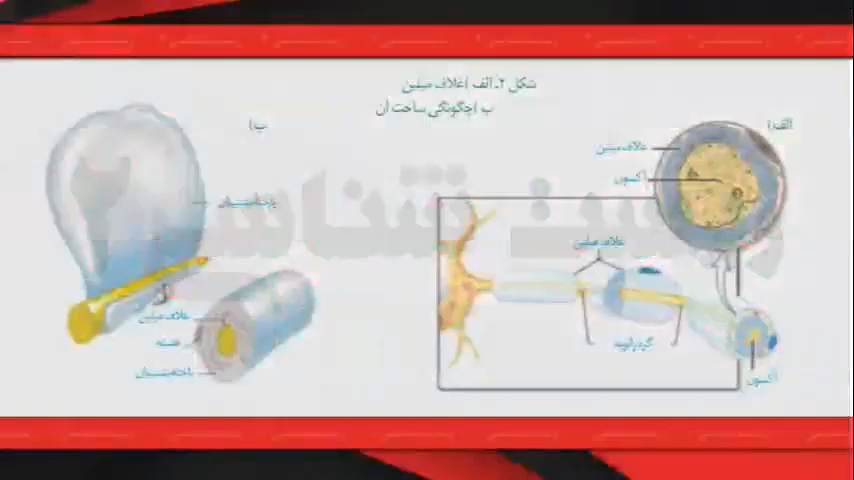 شکل ۲ـ الف) غلاف میلین
ب) چگونگی ساخت آن
الف)
غلاف میلین
آکسون
غلاف میلین
گره رانویه
آکسون
ب)
یاختهٔ پشتیبان
غلاف میلین
هسته
یاخته پشتیبان